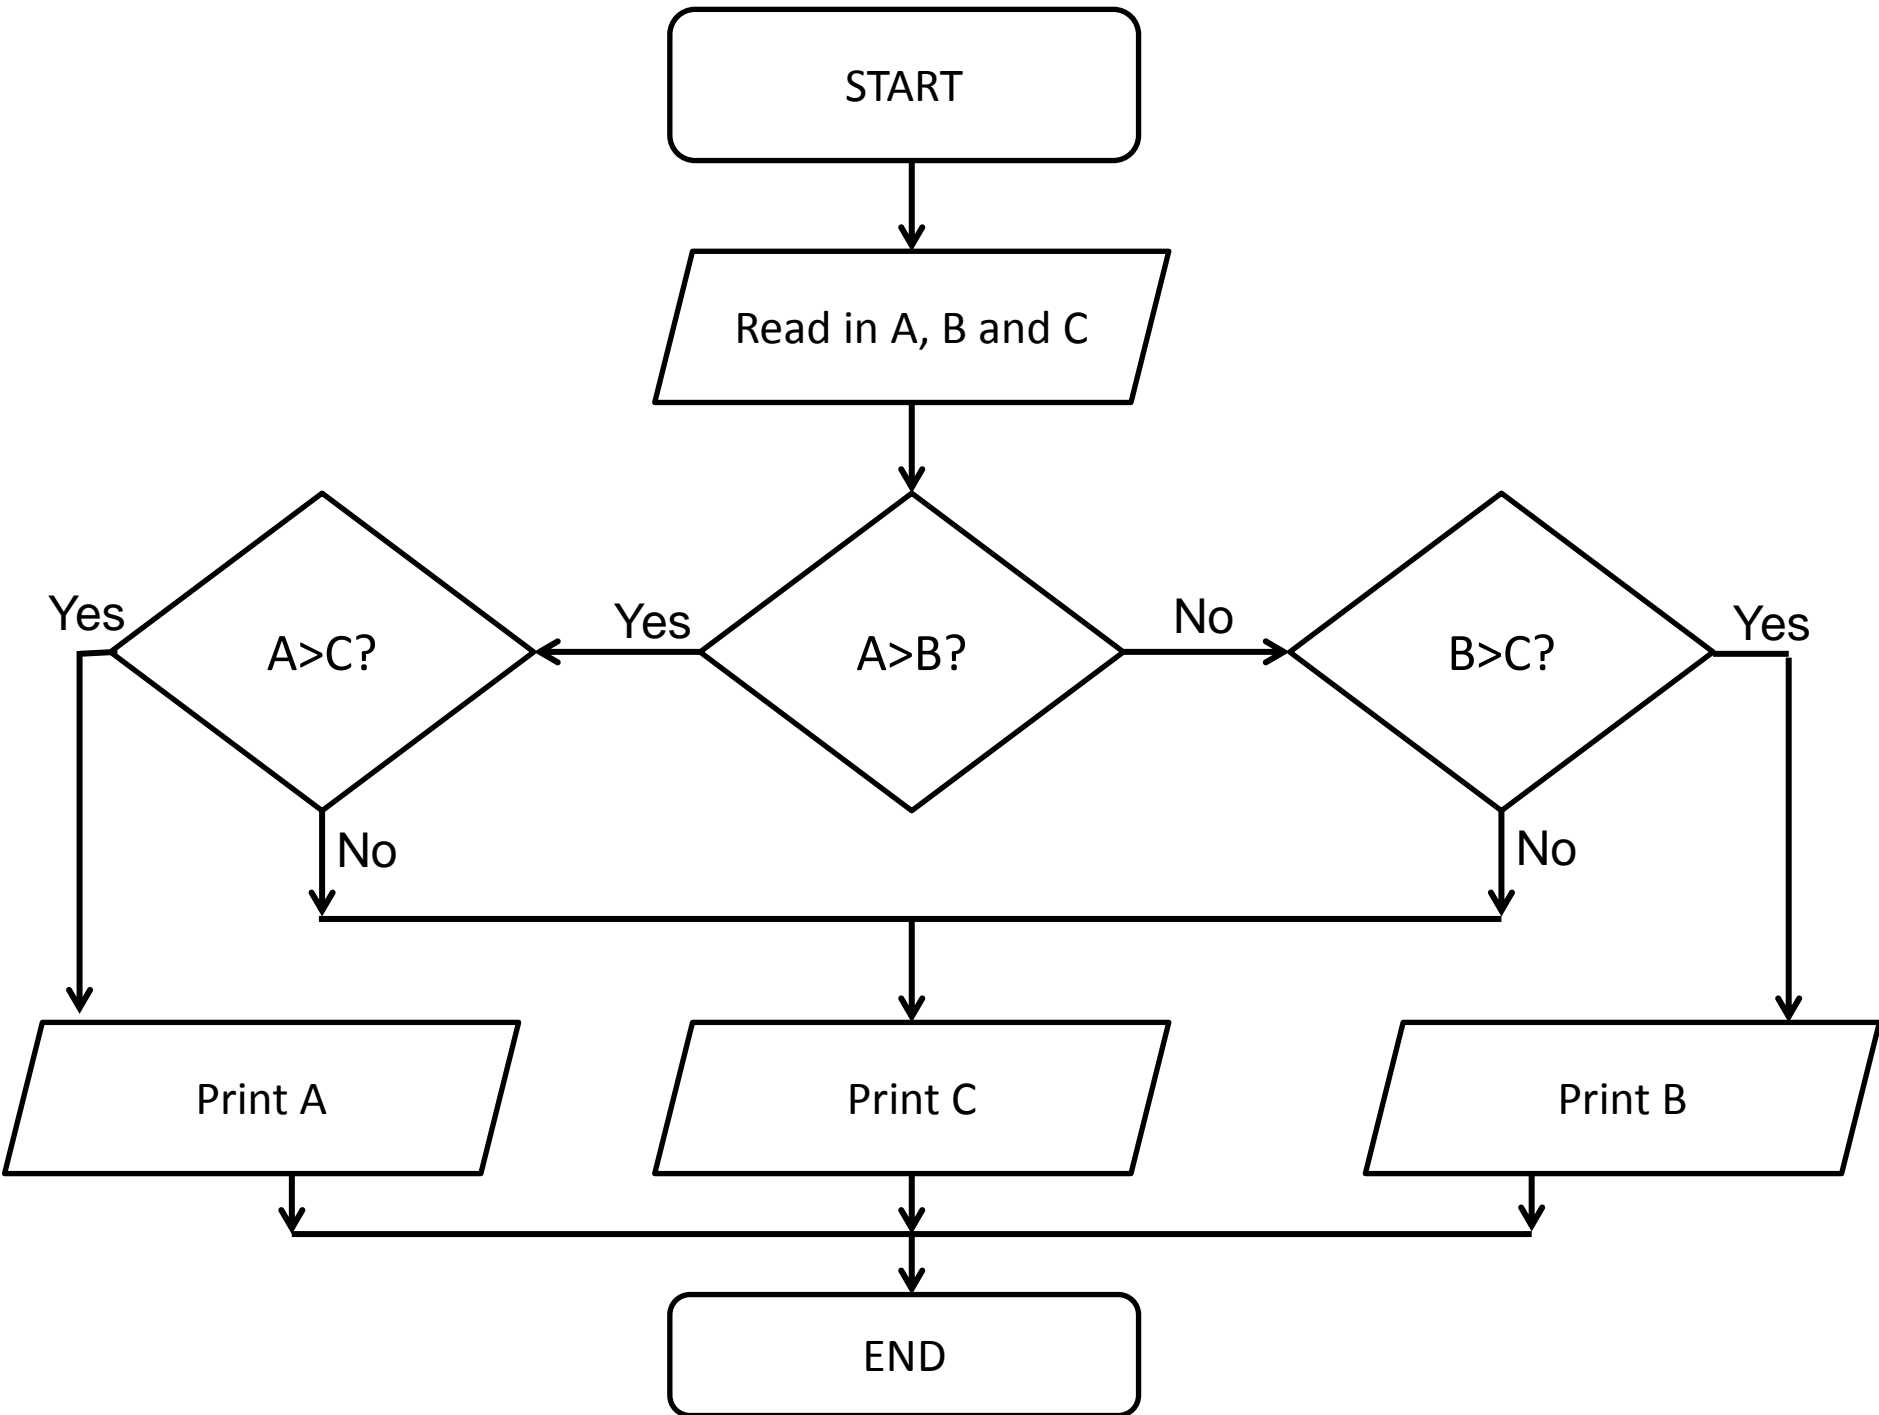 START
Read in A, B and C
Yes
A>C?
Yes
A>B?
No
B>C?
Yes
No
No
Print A
Print C
Print B
END